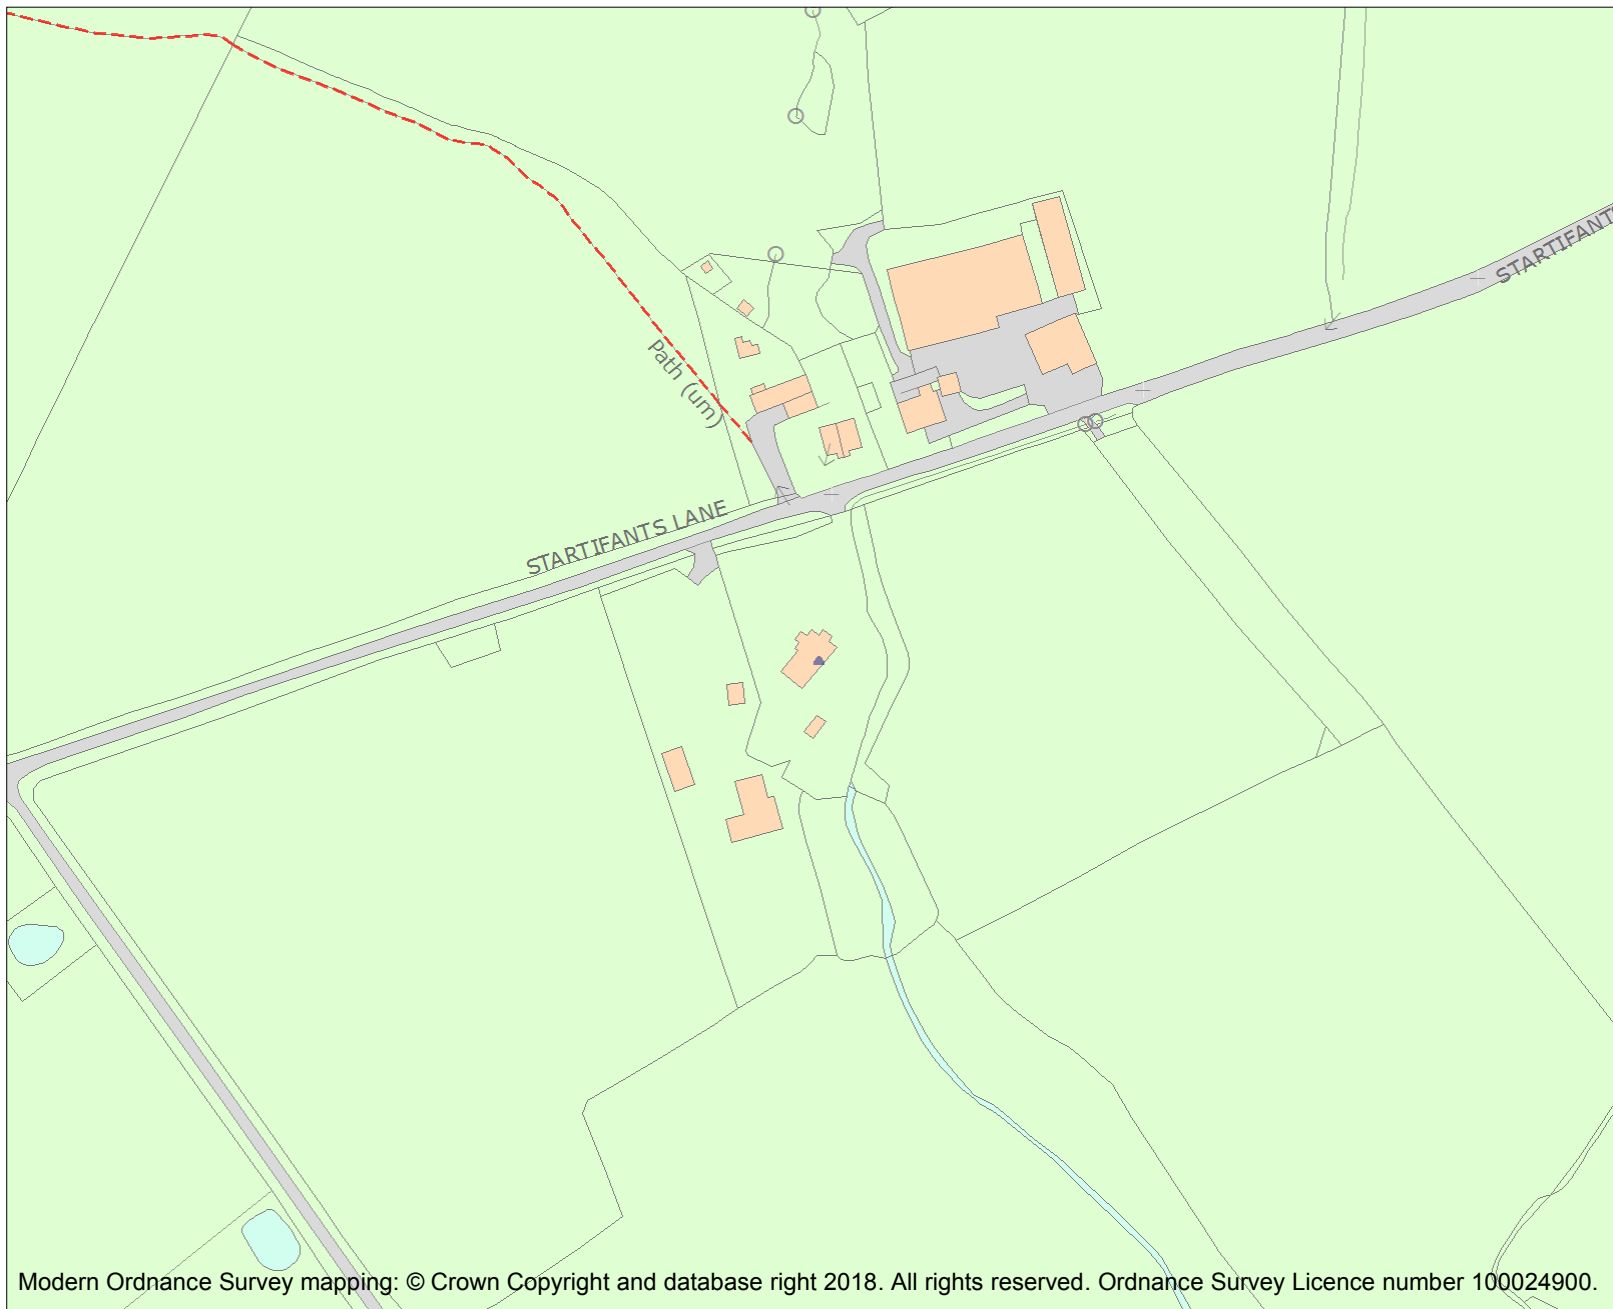 STARTIFANTS
Path (um)
STARTIFANTS LANE
Modern Ordnance Survey mapping: © Crown Copyright and database right 2018. All rights reserved. Ordnance Survey Licence number 100024900.